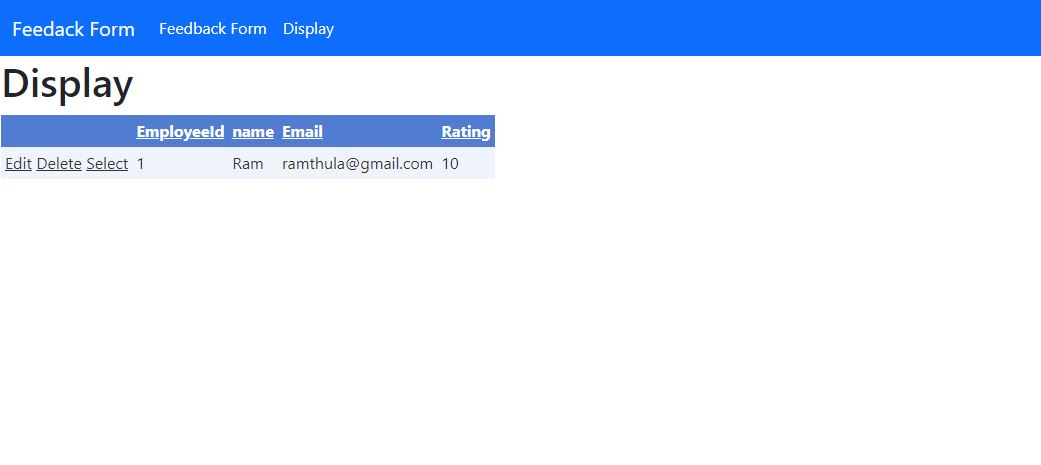 Feedack Form Feedback Form Display
Display
EmployeeId name Email Rating
Edit Delete Select 1 Ram ramthula@gmail.com 10